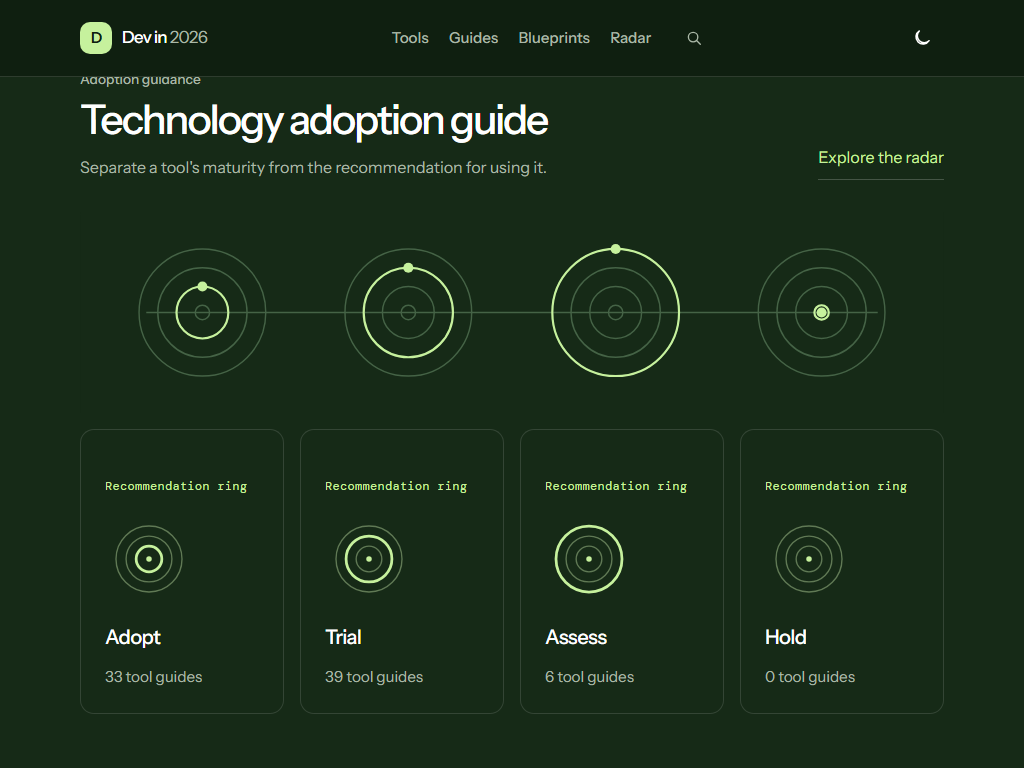 D Dev in 2026 Tools Guides Blueprints Radar
Adoption guidance
Technology adoption guide
Separate a tool's maturity from the recommendation for using it.
Explore the radar
Recommendation ring Recommendation ring Recommendation ring Recommendation ring
Adopt Trial Assess Hold
33 tool guides 39 tool guides 6 tool guides 0 tool guides